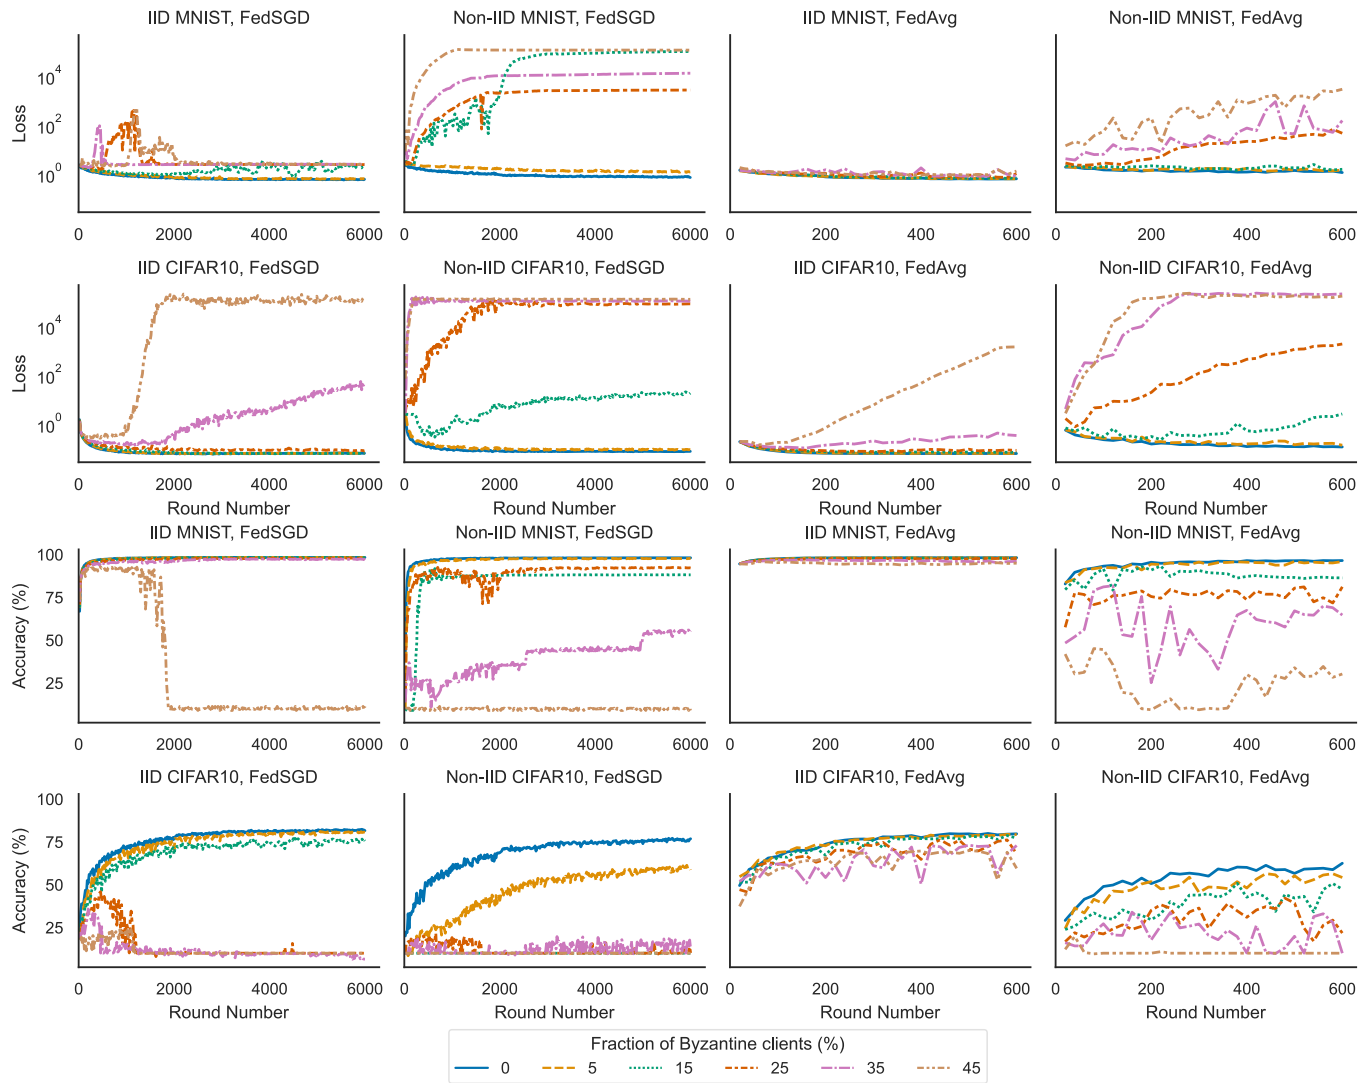 IID MNIST, FedSGD Non-IID MNIST, FedSGD IID MNIST, FedAvg Non-IID MNIST, FedAvg
Loss
10^4
10^2
10^0
0 2000 4000 6000 0 2000 4000 6000 0 200 400 600 0 200 400 600
IID CIFAR10, FedSGD Non-IID CIFAR10, FedSGD IID CIFAR10, FedAvg Non-IID CIFAR10, FedAvg
Loss
10^4
10^2
10^0
0 2000 4000 6000 0 2000 4000 6000 0 200 400 600 0 200 400 600
Round Number Round Number Round Number Round Number
IID MNIST, FedSGD Non-IID MNIST, FedSGD IID MNIST, FedAvg Non-IID MNIST, FedAvg
Accuracy (%)
100
75
50
25
0 2000 4000 6000 0 2000 4000 6000 0 200 400 600 0 200 400 600
IID CIFAR10, FedSGD Non-IID CIFAR10, FedSGD IID CIFAR10, FedAvg Non-IID CIFAR10, FedAvg
Accuracy (%)
100
75
50
25
0 2000 4000 6000 0 2000 4000 6000 0 200 400 600 0 200 400 600
Round Number Round Number Round Number Round Number
Fraction of Byzantine clients (%)
0 5 15 25 35 45